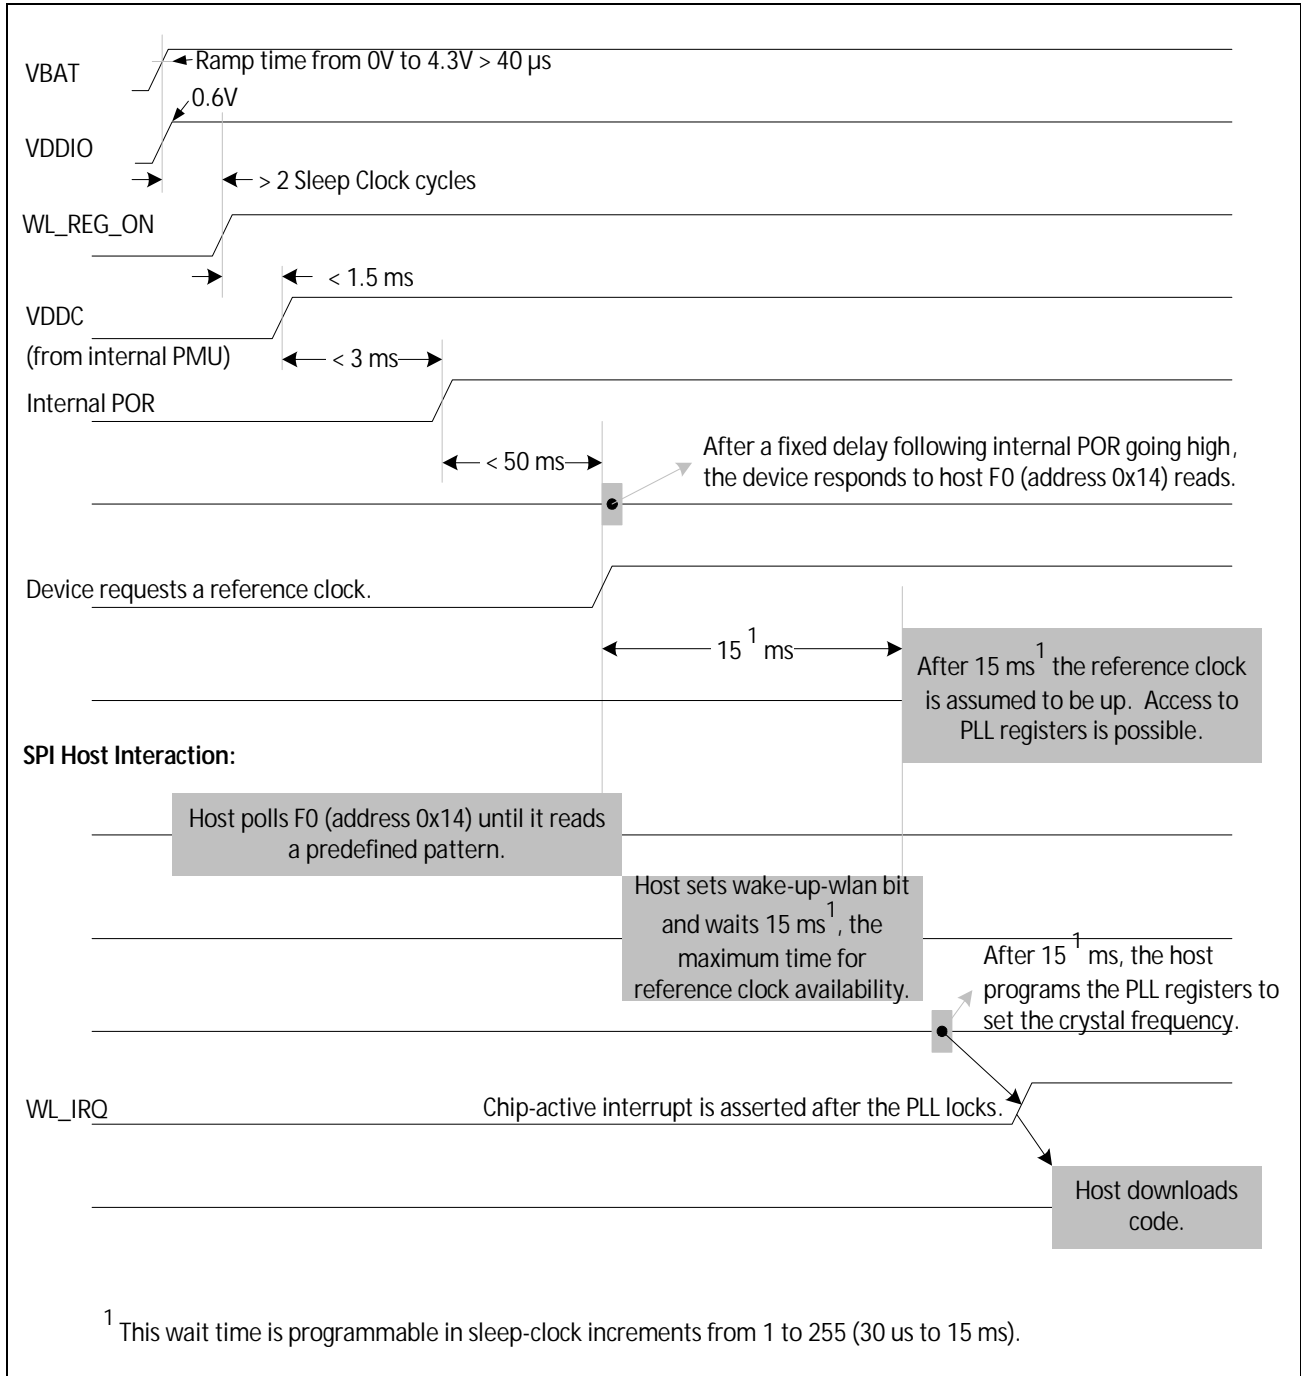 VBAT
Ramp time from 0V to 4.3V > 40 µs
0.6V
VDDIO
> 2 Sleep Clock cycles
WL_REG_ON
< 1.5 ms
VDDC
(from internal PMU)
< 3 ms
Internal POR
< 50 ms
After a fixed delay following internal POR going high,
the device responds to host F0 (address 0x14) reads.
Device requests a reference clock.
15 1 ms
After 15 ms1 the reference clock
is assumed to be up. Access to
PLL registers is possible.
SPI Host Interaction:
Host polls F0 (address 0x14) until it reads
a predefined pattern.
Host sets wake-up-wlan bit
and waits 15 ms1, the
maximum time for
reference clock availability.
After 15 1 ms, the host
programs the PLL registers to
set the crystal frequency.
WL_IRQ
Chip-active interrupt is asserted after the PLL locks.
Host downloads
code.
1 This wait time is programmable in sleep-clock increments from 1 to 255 (30 us to 15 ms).